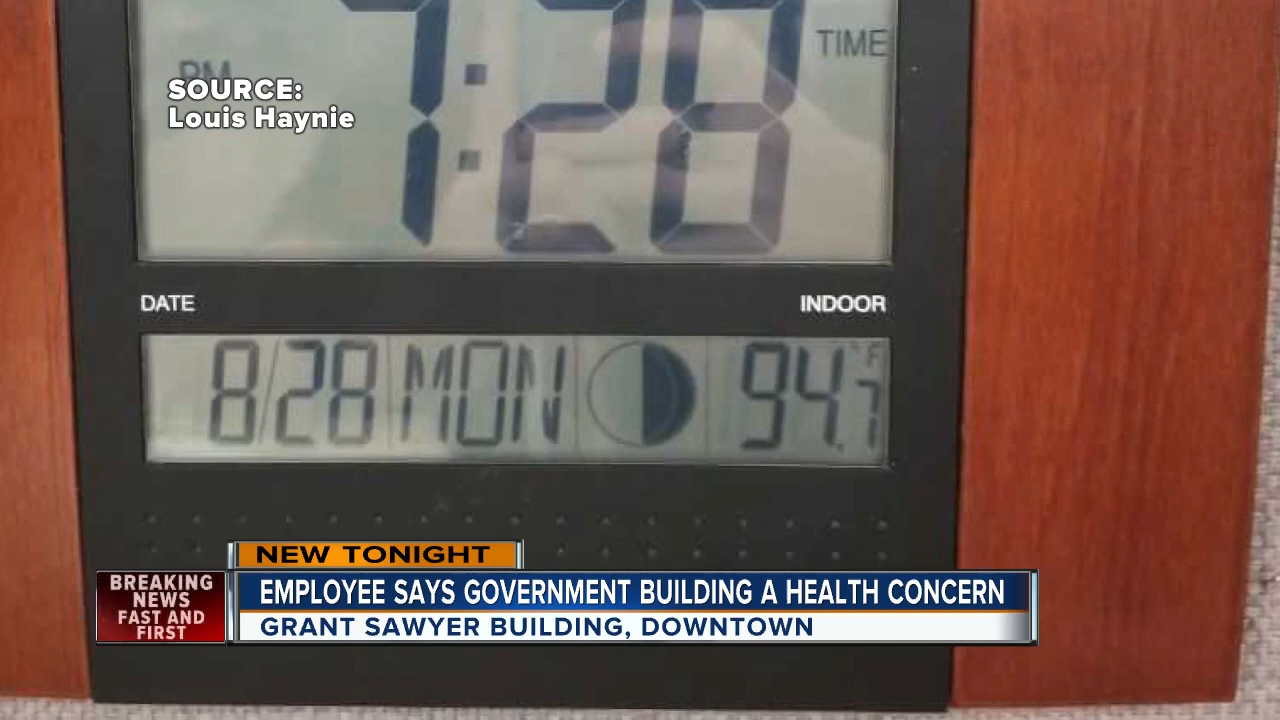 7:28
TIME
PM
SOURCE:
Louis Haynie
DATE
INDOOR
8/28 MON 94.7 °F
NEW TONIGHT
BREAKING
NEWS
FAST AND
FIRST
EMPLOYEE SAYS GOVERNMENT BUILDING A HEALTH CONCERN
GRANT SAWYER BUILDING, DOWNTOWN